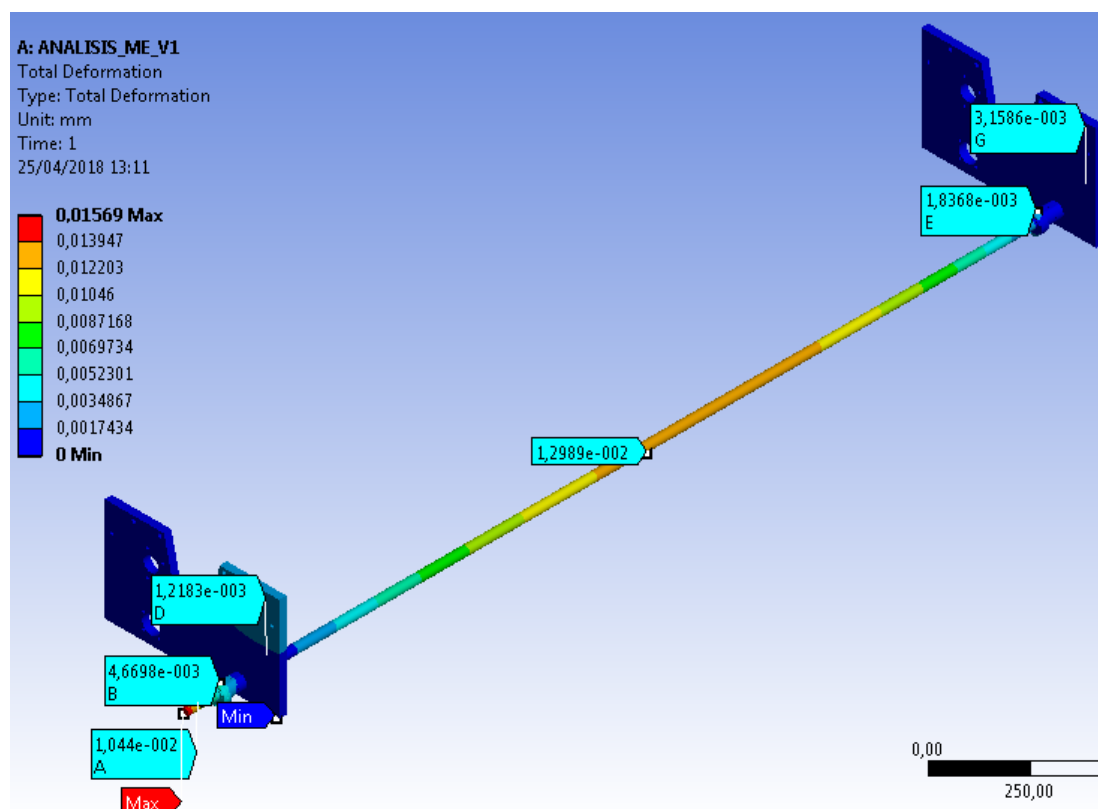 A: ANALISIS_ME_V1
Total Deformation
Type: Total Deformation
Unit: mm
Time: 1
25/04/2018 13:11
0,01569 Max
0,013947
0,012203
0,01046
0,0087168
0,0069734
0,0052301
0,0034867
0,0017434
0 Min
3,1586e-003
G
1,8368e-003
E
1,2989e-002
1,2183e-003
D
4,6698e-003
B
Min
1,044e-002
A
Max
0,00
250,00